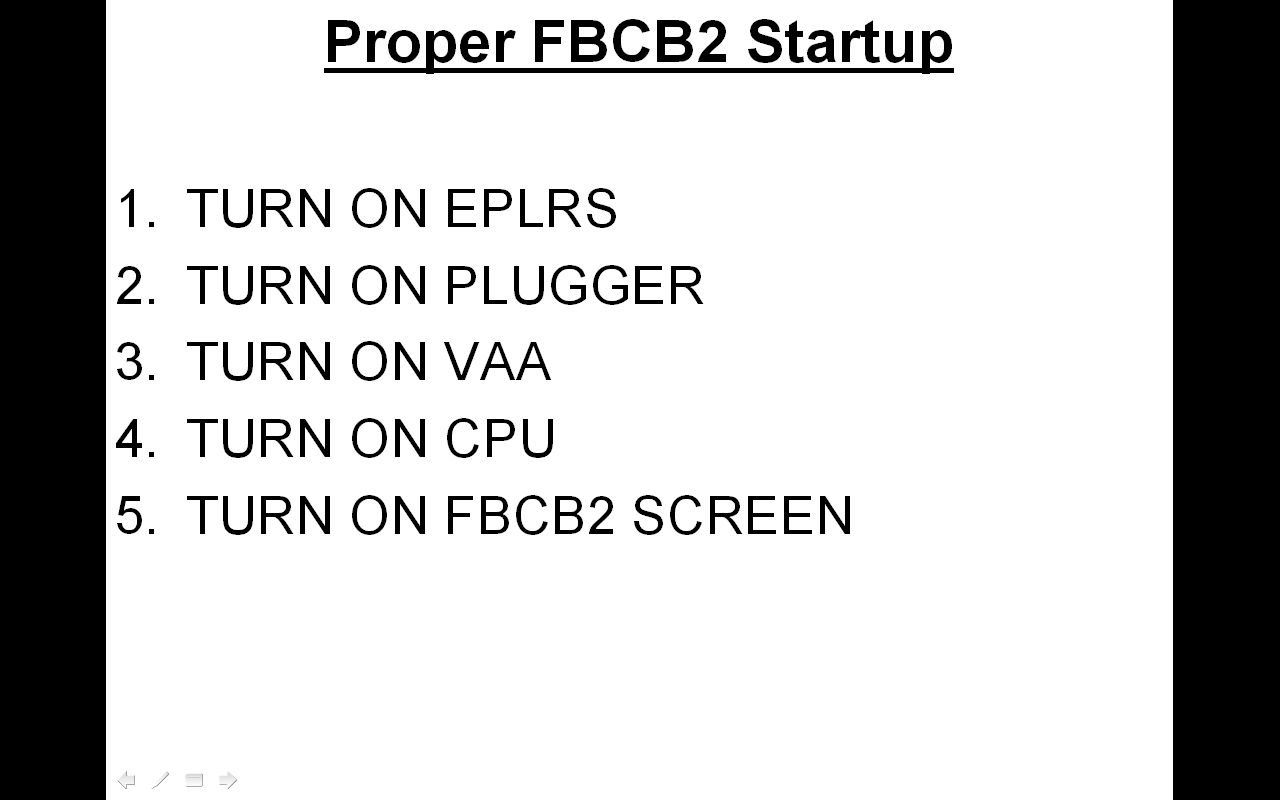 Proper FBCB2 Startup
1. TURN ON EPLRS
2. TURN ON PLUGGER
3. TURN ON VAA
4. TURN ON CPU
5. TURN ON FBCB2 SCREEN